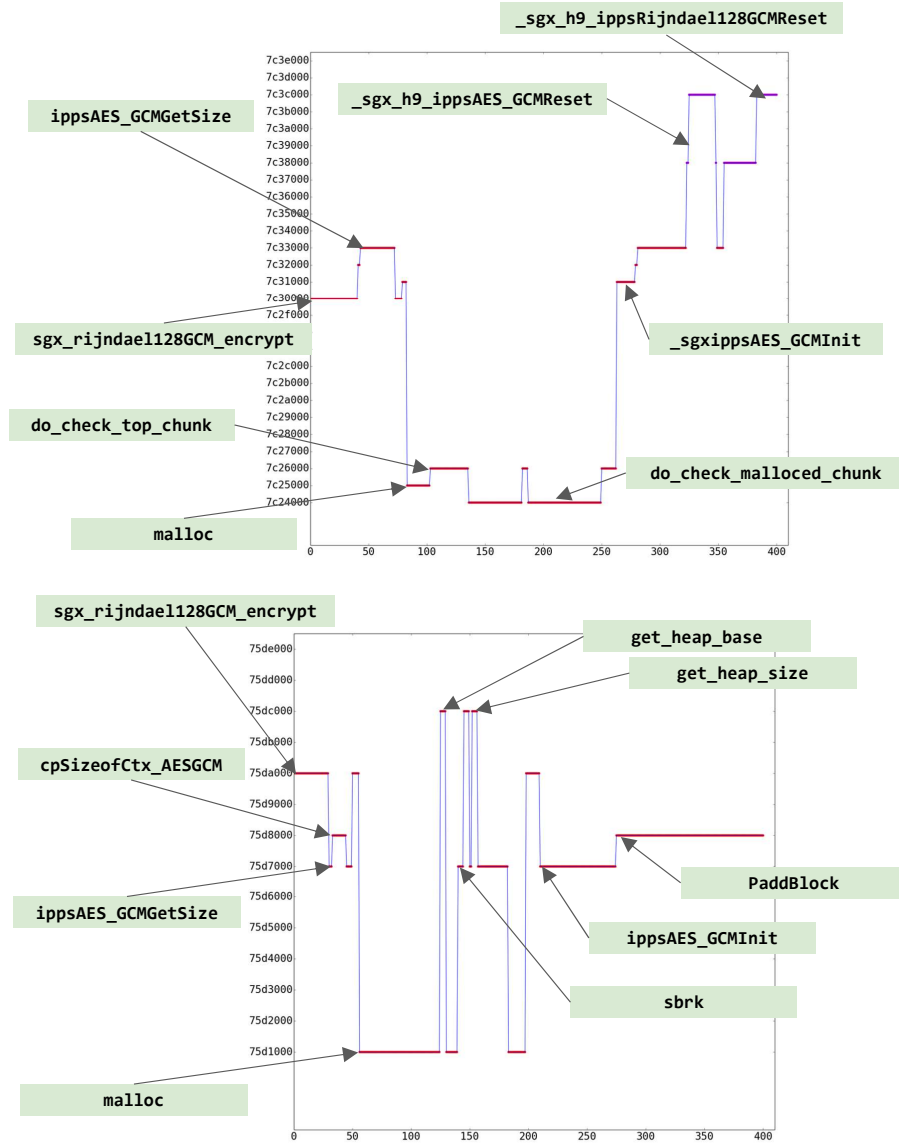 _sgx_h9_ippsRijndael128GCMReset
7c3e000
7c3d000
7c3c000
7c3b000
7c3a000
7c39000
7c38000
7c37000
7c36000
7c35000
7c34000
7c33000
7c32000
7c31000
7c30000
7c2f000
7c2c000
7c2b000
7c2a000
7c29000
7c28000
7c27000
7c26000
7c25000
7c24000
_sgx_h9_ippsAES_GCMReset
ippsAES_GCMGetSize
sgx_rijndael128GCM_encrypt
_sgxippsAES_GCMInit
do_check_top_chunk
do_check_malloced_chunk
malloc
0 50 100 150 200 250 300 350 400
sgx_rijndael128GCM_encrypt
get_heap_base
get_heap_size
75de000
75dd000
75dc000
75db000
75da000
75d9000
75d8000
75d7000
75d6000
75d5000
75d4000
75d3000
75d2000
75d1000
cpSizeofCtx_AESGCM
PaddBlock
ippsAES_GCMGetSize
ippsAES_GCMInit
sbrk
malloc
0 50 100 150 200 250 300 350 400